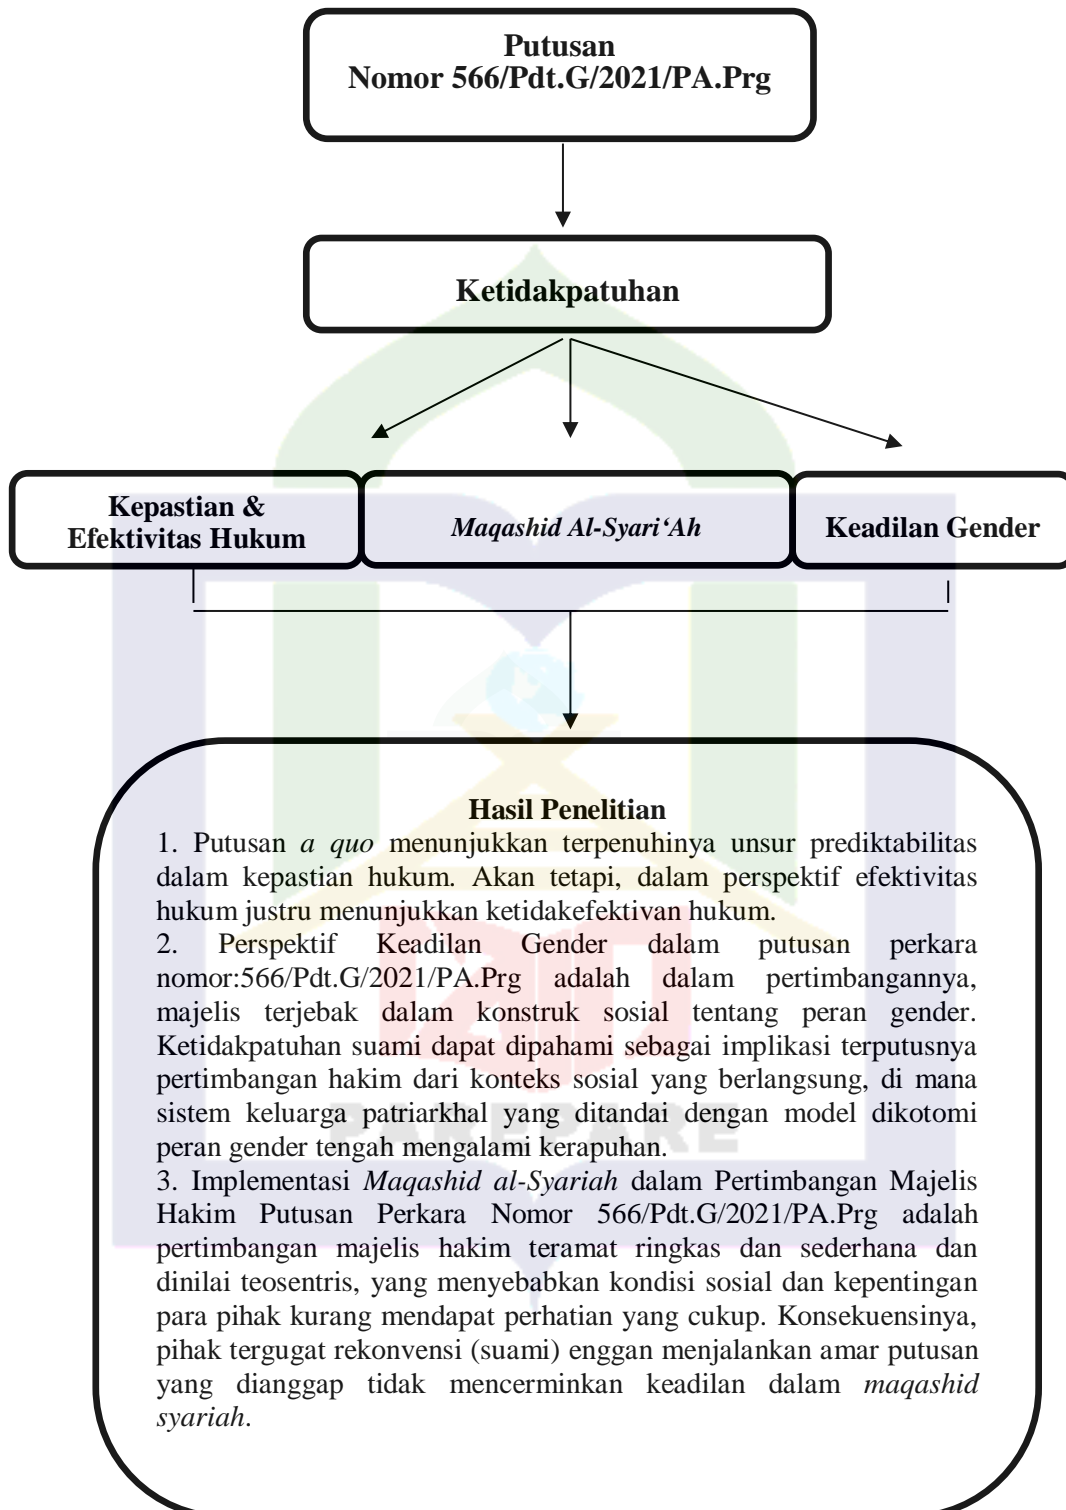 Putusan
Nomor 566/Pdt.G/2021/PA.Prg
Ketidakpatuhan
Kepastian &
Efektivitas Hukum
Maqashid Al-Syari‘Ah
Keadilan Gender
Hasil Penelitian
1. Putusan a quo menunjukkan terpenuhinya unsur prediktabilitas
dalam kepastian hukum. Akan tetapi, dalam perspektif efektivitas
hukum justru menunjukkan ketidakefektivan hukum.
2. Perspektif Keadilan Gender dalam putusan perkara
nomor:566/Pdt.G/2021/PA.Prg adalah dalam pertimbangannya,
majelis terjebak dalam konstruk sosial tentang peran gender.
Ketidakpatuhan suami dapat dipahami sebagai implikasi terputusnya
pertimbangan hakim dari konteks sosial yang berlangsung, di mana
sistem keluarga patriarkhal yang ditandai dengan model dikotomi
peran gender tengah mengalami kerapuhan.
PAREPARE
3. Implementasi Maqashid al-Syariah dalam Pertimbangan Majelis
Hakim Putusan Perkara Nomor 566/Pdt.G/2021/PA.Prg adalah
pertimbangan majelis hakim teramat ringkas dan sederhana dan
dinilai teosentris, yang menyebabkan kondisi sosial dan kepentingan
para pihak kurang mendapat perhatian yang cukup. Konsekuensinya,
pihak tergugat rekonvensi (suami) enggan menjalankan amar putusan
yang dianggap tidak mencerminkan keadilan dalam maqashid
syariah.